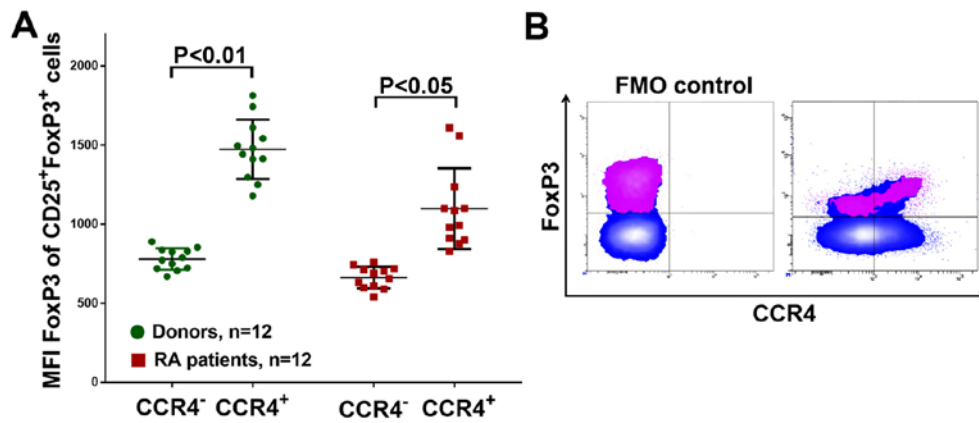 A
MFI FoxP3 of CD25⁺FoxP3⁺ cells
2000
1500
1000
500
0
P<0.01
P<0.05
Donors, n=12
RA patients, n=12
CCR4⁻
CCR4⁺
CCR4⁻
CCR4⁺
B
FMO control
FoxP3
CCR4